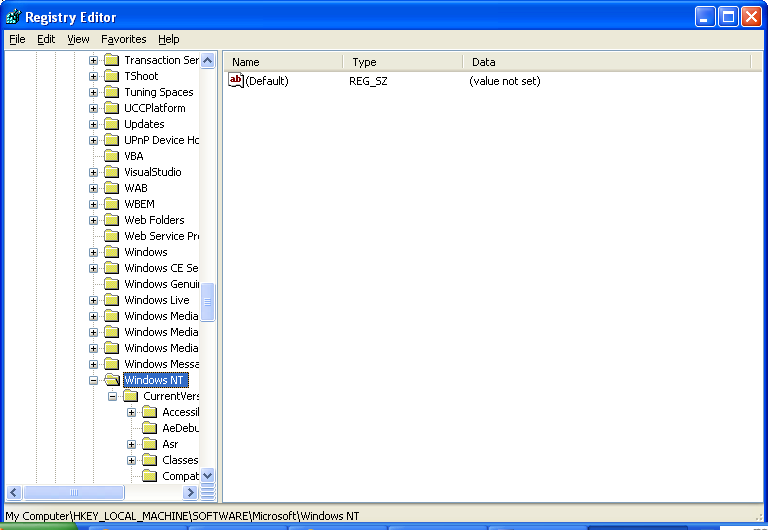 Registry Editor
File Edit View Favorites Help
Transaction Ser
TShoot
Tuning Spaces
UCCPlatform
Updates
UPnP Device Ho
VBA
VisualStudio
WAB
WBEM
Web Folders
Web Service Pr
Windows
Windows CE Se
Windows Genui
Windows Live
Windows Media
Windows Media
Windows Media
Windows Messa
Windows NT
CurrentVers
Accessil
AeDebu
Asr
Classes
Compat
Name Type Data
ab (Default) REG_SZ (value not set)
My Computer\HKEY_LOCAL_MACHINE\SOFTWARE\Microsoft\Windows NT